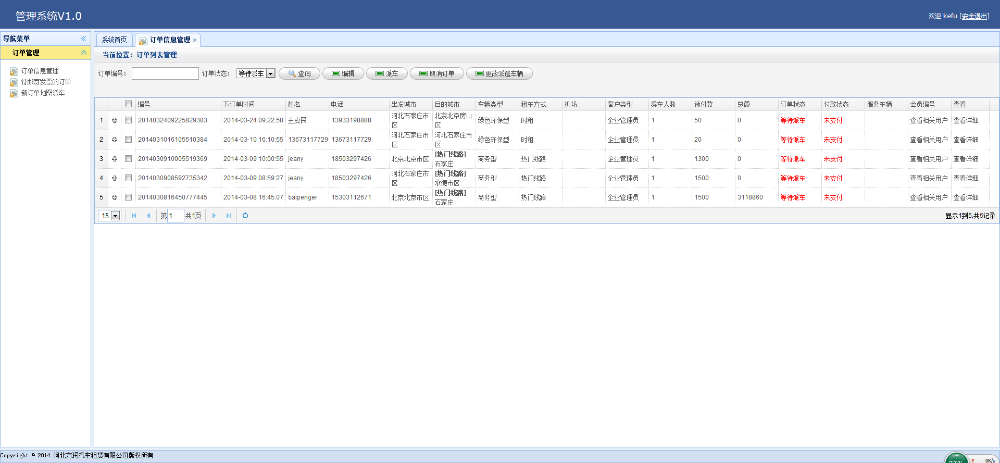 管理系统V1.0
欢迎 kefu [安全退出]
导航菜单
订单管理
订单信息管理
待邮寄发票的订单
新订单地图派车
系统首页 订单信息管理
当前位置：订单列表管理
订单编号： 订单状态： 等待派车 查询 编辑 派车 取消订单 更改派遣车辆
编号 下订单时间 姓名 电话 出发城市 目的城市 车辆类型 租车方式 机场 客户类型 乘车人数 预付款 总额 订单状态 付款状态 服务车辆 会员编号 查看
1 2014032409225829383 2014-03-24 09:22:58 王虎民 13933198888 河北石家庄市区 北京北京房山区 绿色环保型 时租 企业管理员 1 50 0 等待派车 未支付 查看相关用户 查看详细
2 2014031016105510384 2014-03-10 16:10:55 13673117729 13673117729 河北石家庄市区 河北石家庄市区 绿色环保型 时租 企业管理员 1 20 0 等待派车 未支付 查看相关用户 查看详细
3 2014030910005519369 2014-03-09 10:00:55 jeany 18503297426 北京北京市区 [热门线路] 石家庄 商务型 热门线路 企业管理员 1 1300 0 等待派车 未支付 查看相关用户 查看详细
4 2014030908592735342 2014-03-09 08:59:27 jeany 18503297426 河北石家庄市区 [热门线路] 承德市区 商务型 热门线路 企业管理员 1 1500 0 等待派车 未支付 查看相关用户 查看详细
5 2014030816450777445 2014-03-08 16:45:07 baipenger 15303112671 北京北京市区 [热门线路] 石家庄 商务型 热门线路 企业管理员 1 1500 3118860 等待派车 未支付 查看相关用户 查看详细
15 第 1 共1页 显示1到5,共5记录
Copyright © 2014 河北方润汽车租赁有限公司版权所有
0K/s